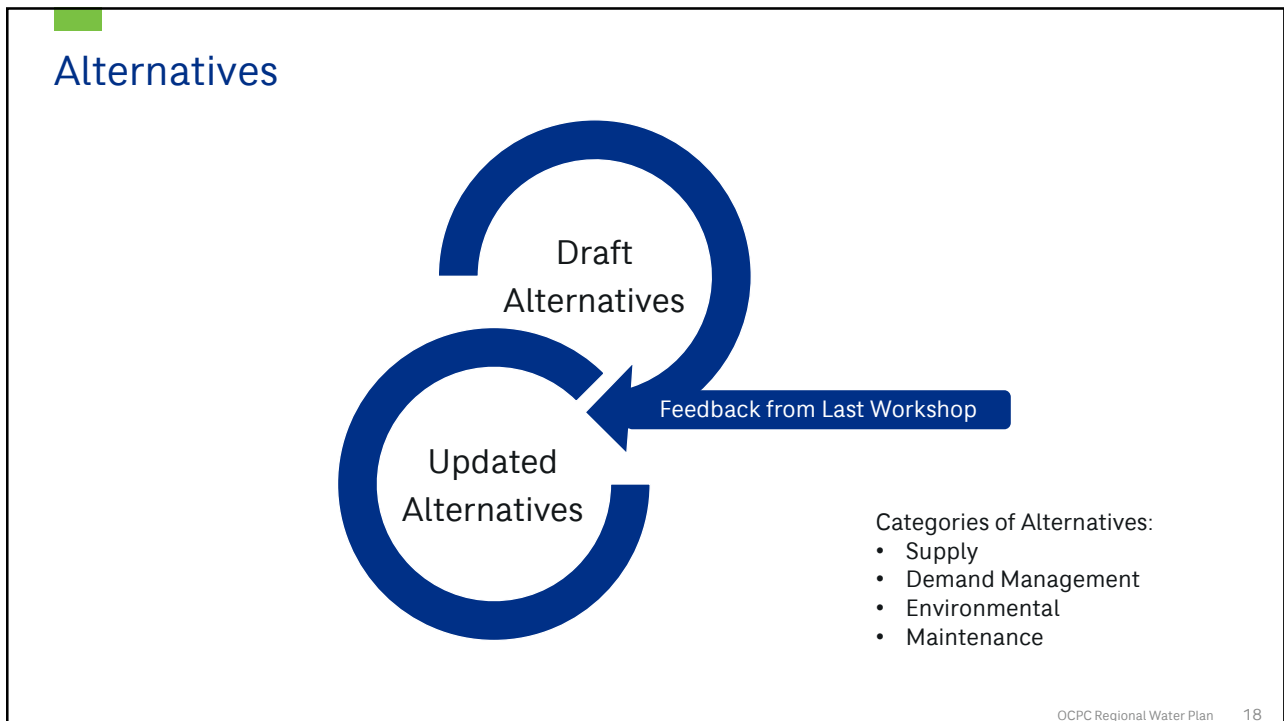 Alternatives
Draft
Alternatives
Feedback from Last Workshop
Updated
Alternatives
Categories of Alternatives:
• Supply
• Demand Management
• Environmental
• Maintenance
OCPC Regional Water Plan 18